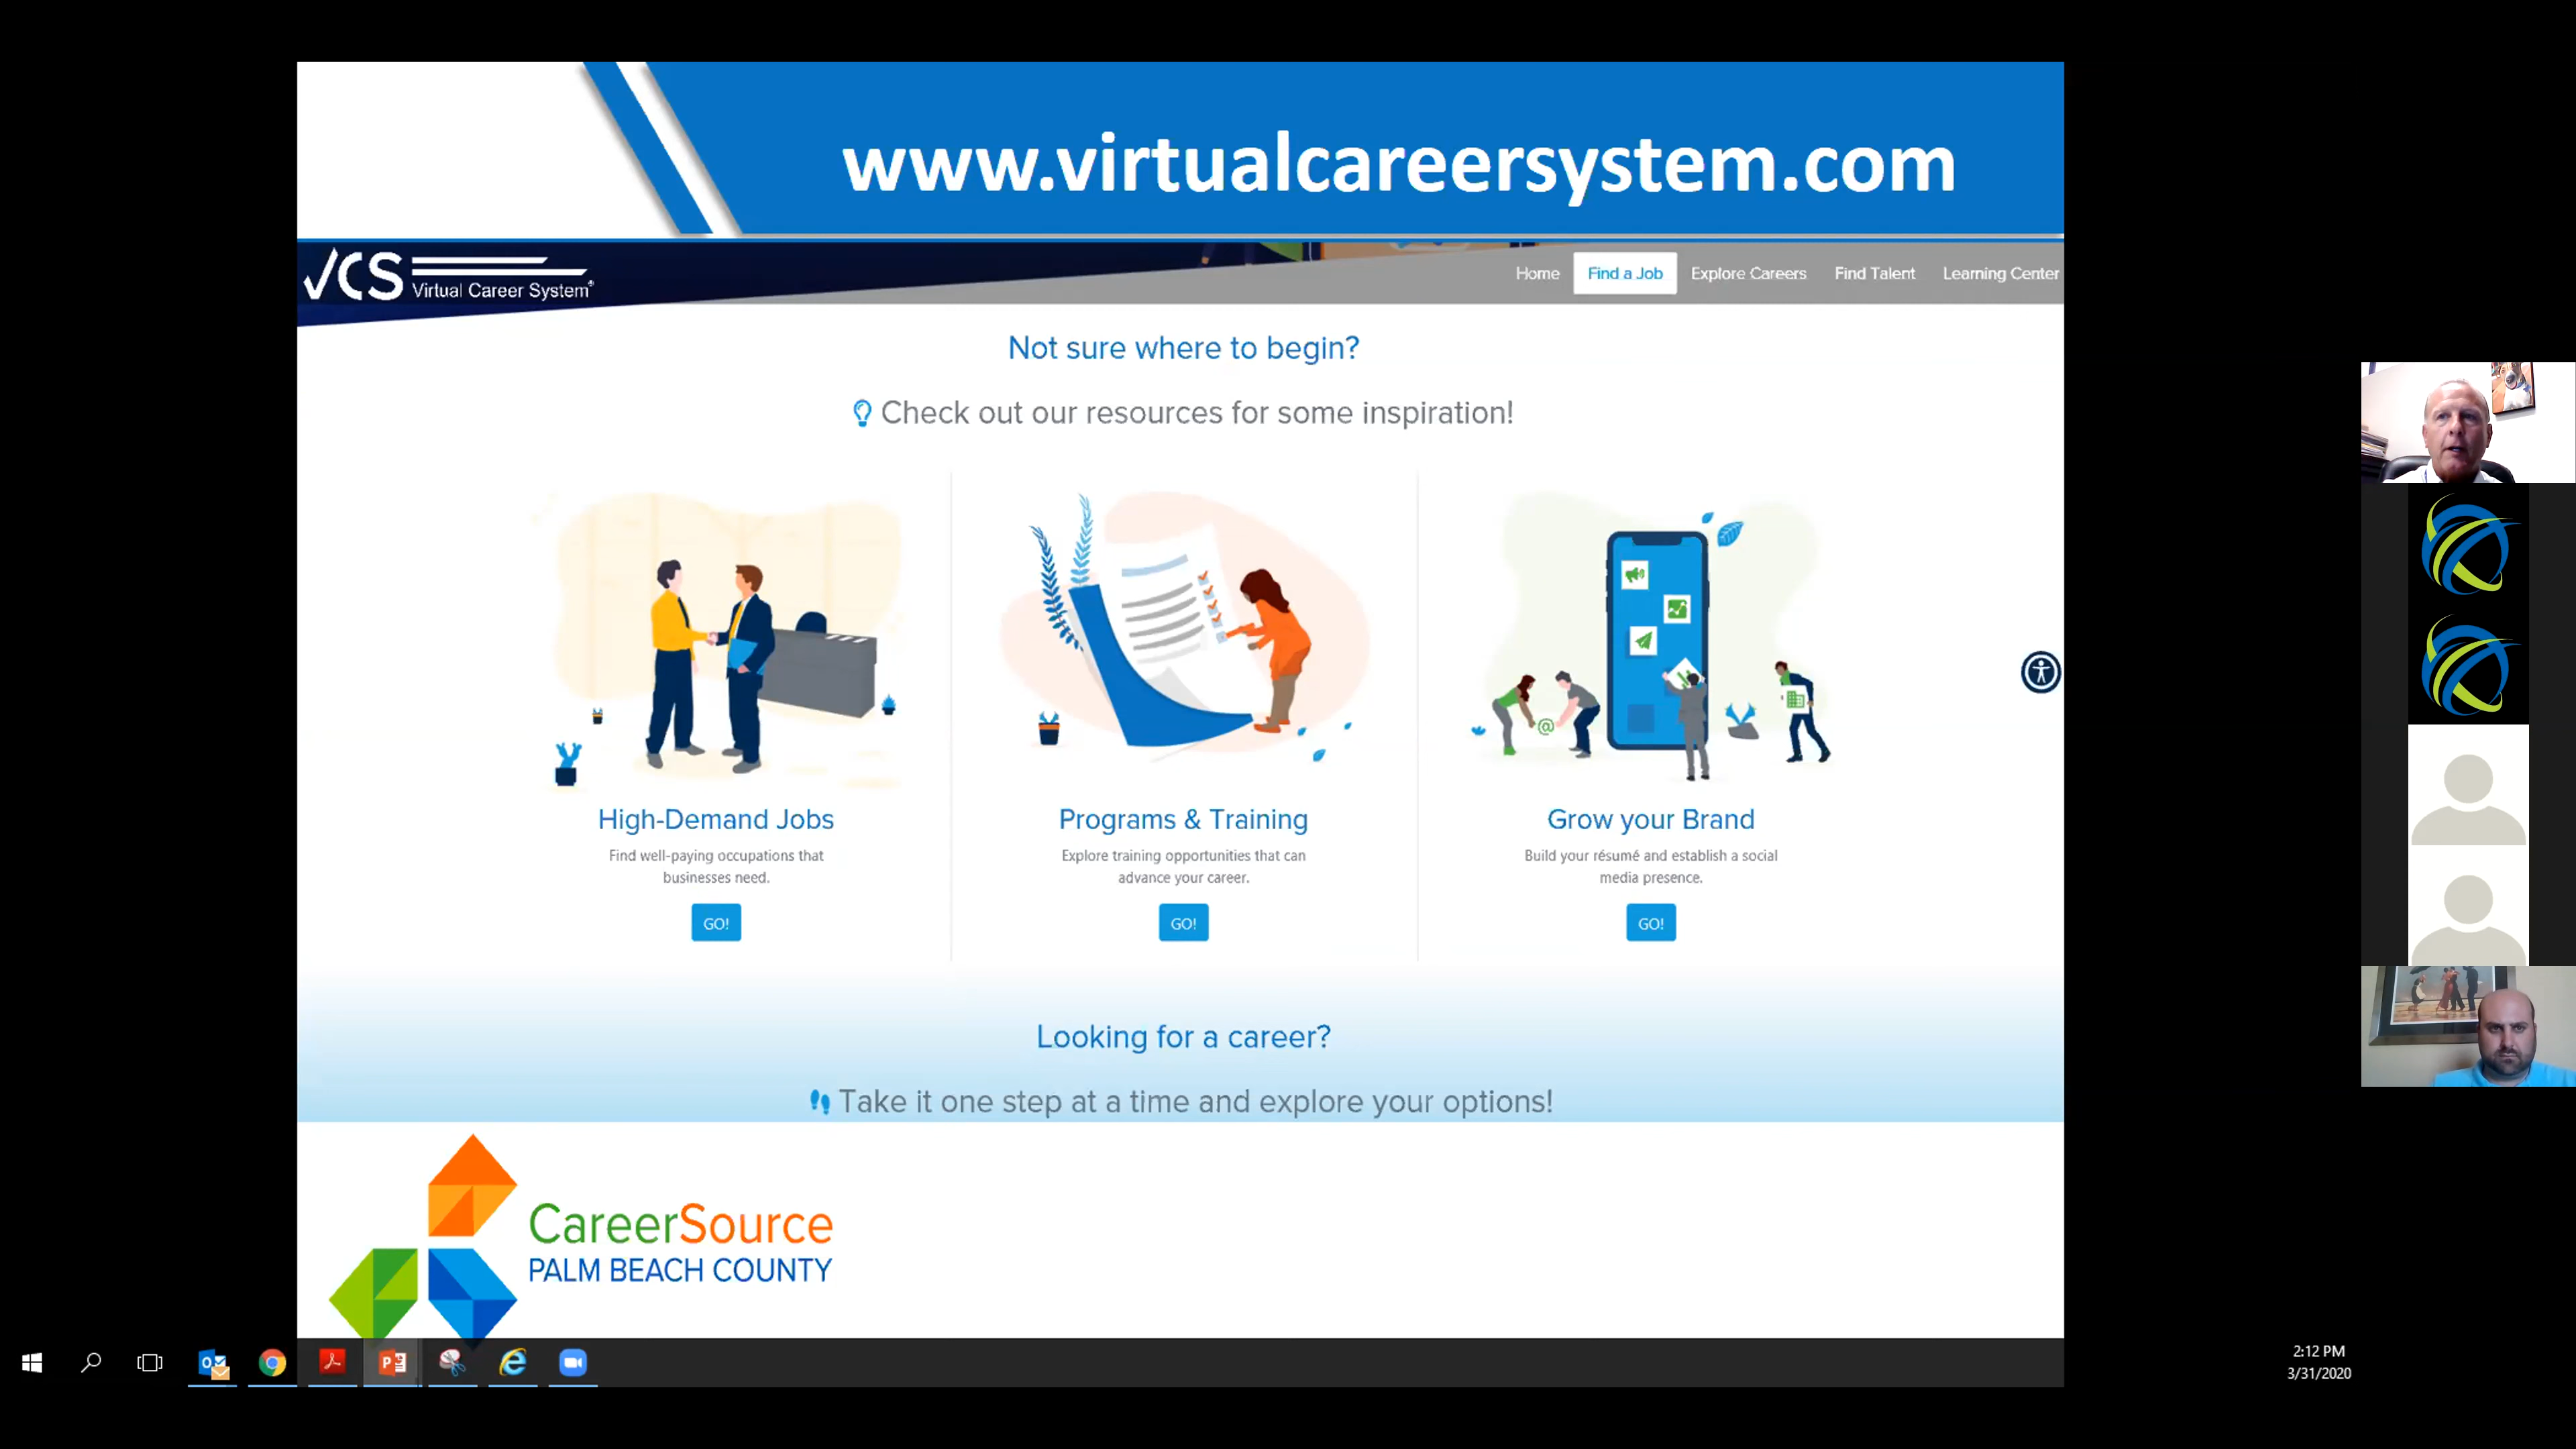 www.virtualcareersystem.com
VCS Virtual Career System®
Home Find a Job Explore Careers Find Talent Learning Center
Not sure where to begin?
Check out our resources for some inspiration!
High-Demand Jobs
Find well-paying occupations that
businesses need.
GO!
Programs & Training
Explore training opportunities that can
advance your career.
GO!
@
Grow your Brand
Build your résumé and establish a social
media presence.
GO!
Looking for a career?
Take it one step at a time and explore your options!
CareerSource
PALM BEACH COUNTY
2:12 PM
3/31/2020